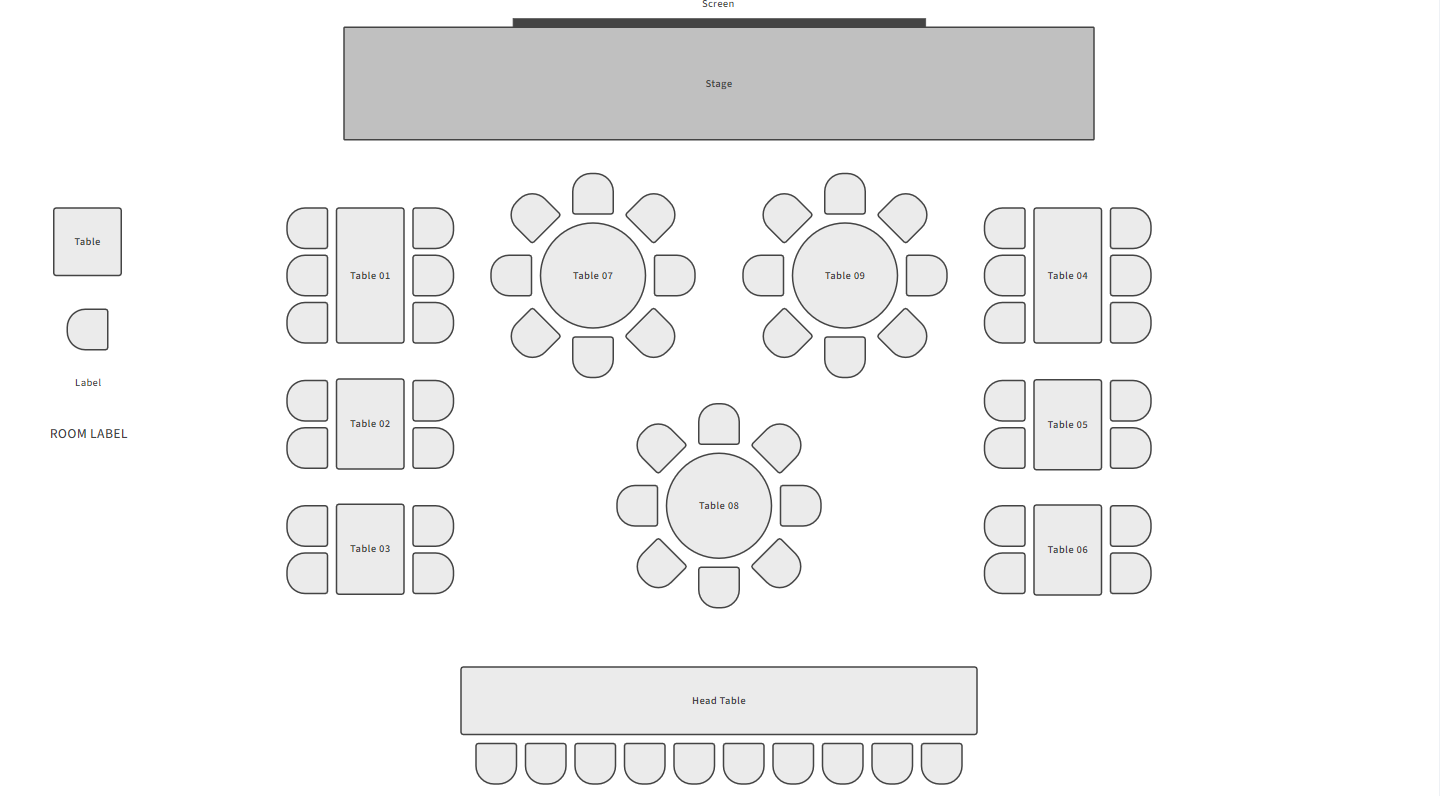 Screen
Stage
Table
Table 01
Table 07
Table 09
Table 04
Label
ROOM LABEL
Table 02
Table 05
Table 08
Table 03
Table 06
Head Table